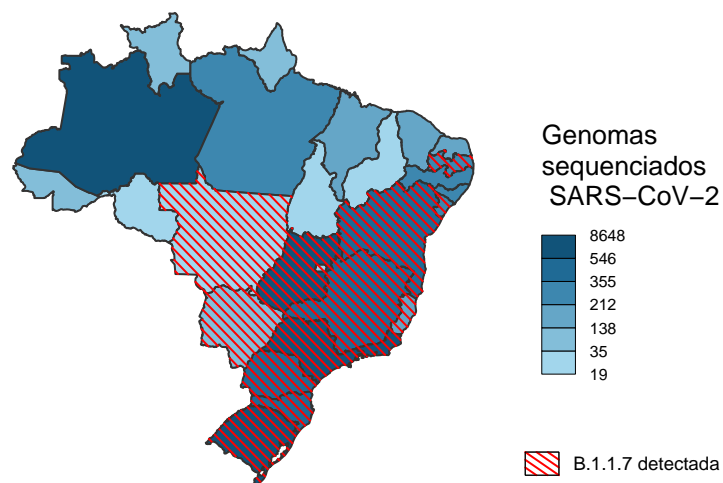 Genomas
sequenciados
SARS−CoV−2
8648
546
355
212
138
35
19
B.1.1.7 detectada